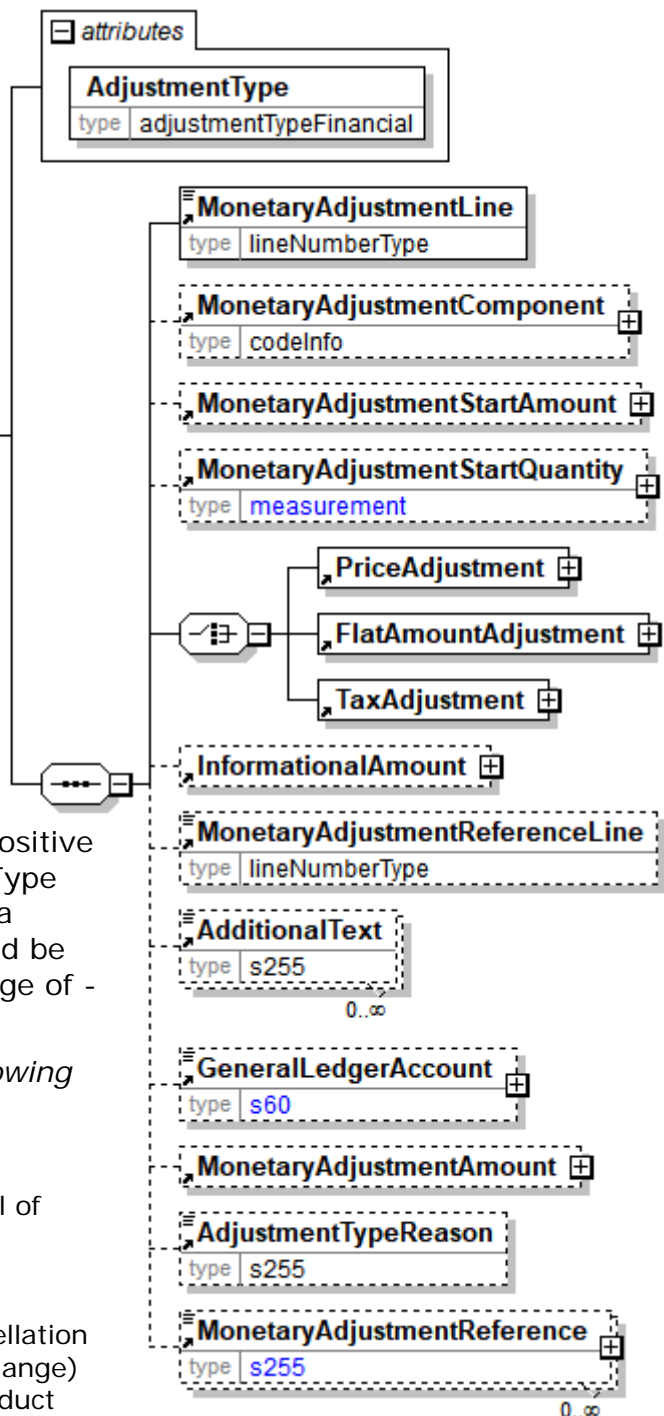 attributes
AdjustmentType
type adjustmentTypeFinancial
MonetaryAdjustmentLine
type lineNumberType
MonetaryAdjustmentComponent
type codeInfo
MonetaryAdjustmentStartAmount
MonetaryAdjustmentStartQuantity
type measurement
PriceAdjustment
FlatAmountAdjustment
TaxAdjustment
InformationalAmount
MonetaryAdjustmentReferenceLine
type lineNumberType
AdditionalText
type s255
0..∞
GeneralLedgerAccount
type s60
MonetaryAdjustmentAmount
AdjustmentTypeReason
type s255
MonetaryAdjustmentReference
type s255
0..∞
ositive
Type
a
d be
ge of -
owing
l of
ellation
ange)
duct